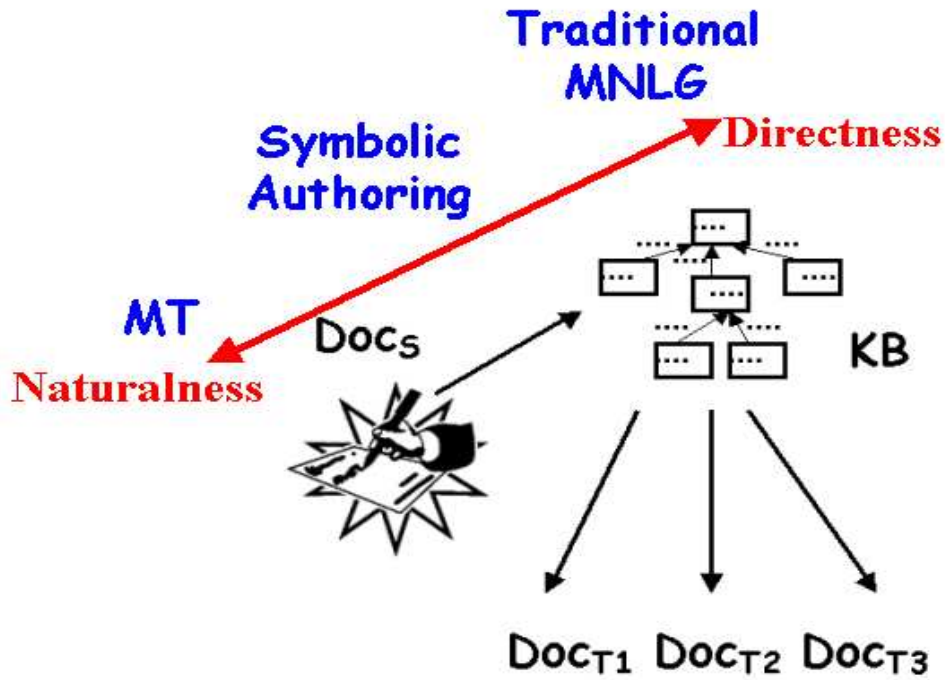 Traditional
MNLG
Directness
Symbolic
Authoring
MT
Naturalness
DocS
KB
DocT1 DocT2 DocT3